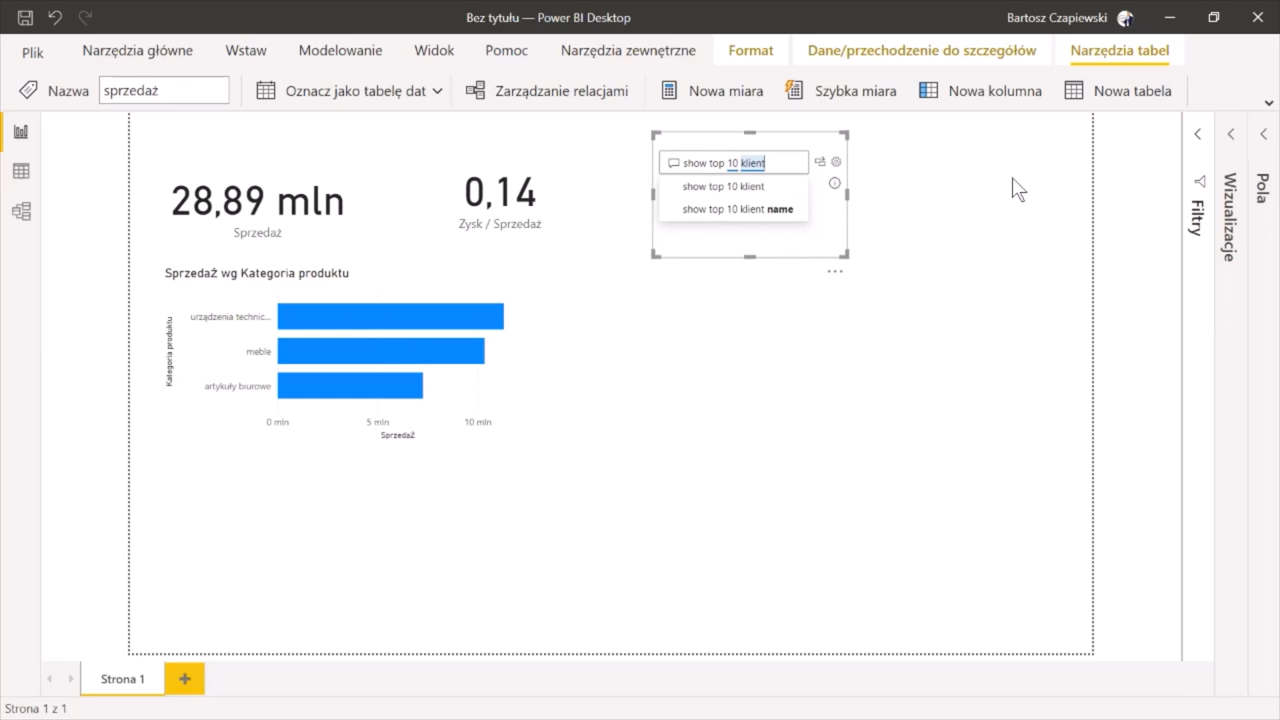 Bez tytułu — Power BI Desktop
Bartosz Czapiewski
Plik
Narzędzia główne
Wstaw
Modelowanie
Widok
Pomoc
Narzędzia zewnętrzne
Format
Dane/przechodzenie do szczegółów
Narzędzia tabel
Nazwa
sprzedaż
Oznacz jako tabelę dat
Zarządzanie relacjami
Nowa miara
Szybka miara
Nowa kolumna
Nowa tabela
28,89 mln
Sprzedaż
0,14
Zysk / Sprzedaż
show top 10 klient
show top 10 klient
show top 10 klient name
Sprzedaż wg Kategoria produktu
Kategoria produktu
urządzenia technic...
meble
artykuły biurowe
0 mln
5 mln
10 mln
Sprzedaż
Filtry
Wizualizacje
Pola
Strona 1
Strona 1 z 1